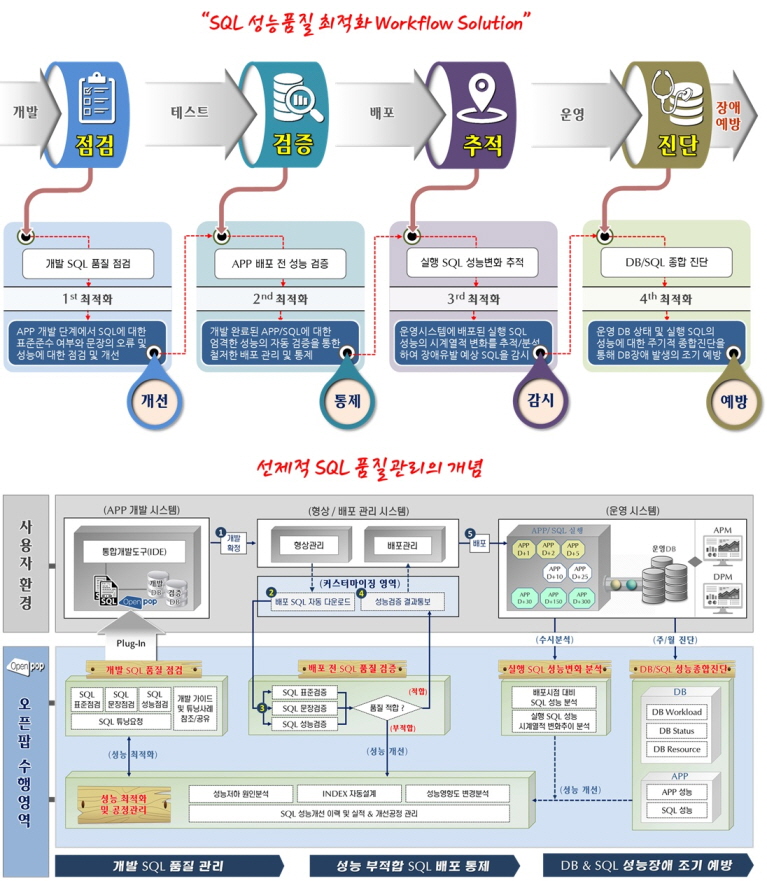 “SQL 성능품질 최적화 Workflow Solution”
개발
점검
테스트
검증
배포
추적
운영
진단
장애
예방
개발 SQL 품질 점검
1st 최적화
APP 개발 단계에서 SQL에 대한
표준준수 여부와 문장의 오류 및
성능에 대한 점검 및 개선
개선
APP 배포 전 성능 검증
2nd 최적화
개발 완료된 APP/SQL에 대한
엄격한 성능의 자동 검증을 통한
철저한 배포 관리 및 통제
통제
실행 SQL 성능변화 추적
3rd 최적화
운영시스템에 배포된 실행 SQL
성능의 시계열적 변화를 추적/분석
하여 장애유발 예상 SQL을 감시
감시
DB/SQL 종합 진단
4th 최적화
운영 DB 상태 및 실행 SQL의
성능에 대한 주기적 종합진단을
통해 DB장애 발생의 조기 예방
예방
선제적 SQL 품질관리의 개념
사용자 환경
(APP 개발 시스템)
통합개발도구(IDE)
SQL
SQL
Openpop
개발
DB
검증
DB
Plug-In
1 개발
확정
(형상 / 배포 관리 시스템)
형상관리
배포관리
(커스터마이징 영역)
2 배포 SQL 자동 다운로드
4 성능검증 결과통보
5 배포
(운영 시스템)
APP/SQL 실행
APP
D+1
APP
D+2
APP
D+5
APP
D+10
APP
D+25
APP
D+30
APP
D+150
APP
D+300
운영DB
APM
DPM
(수시분석)
(주/월 진단)
Openpop
오픈팝 수행영역
개발 SQL 품질 점검
SQL
표준점검
SQL
문장점검
SQL
성능점검
SQL 튜닝요청
개발 가이드
및 튜닝사례
참조/공유
배포 전 SQL 품질 검증
3
SQL 표준검증
SQL 문장검증
SQL 성능검증
품질 적합 ?
(적합)
(부적합)
실행 SQL 성능변화 분석
배포시점 대비
SQL 성능 분석
실행 SQL 성능
시계열적 변화추이 분석
DB/SQL 성능종합진단
DB
DB Workload
DB Status
DB Resource
APP
APP 성능
SQL 성능
(성능 최적화)
(성능 개선)
(성능 개선)
성능 최적화
및 공정관리
성능저하 원인분석
INDEX 자동설계
성능영향도 변경분석
SQL 성능개선 이력 및 실적 & 개선공정 관리
개발 SQL 품질 관리
성능 부적합 SQL 배포 통제
DB & SQL 성능장애 조기 예방